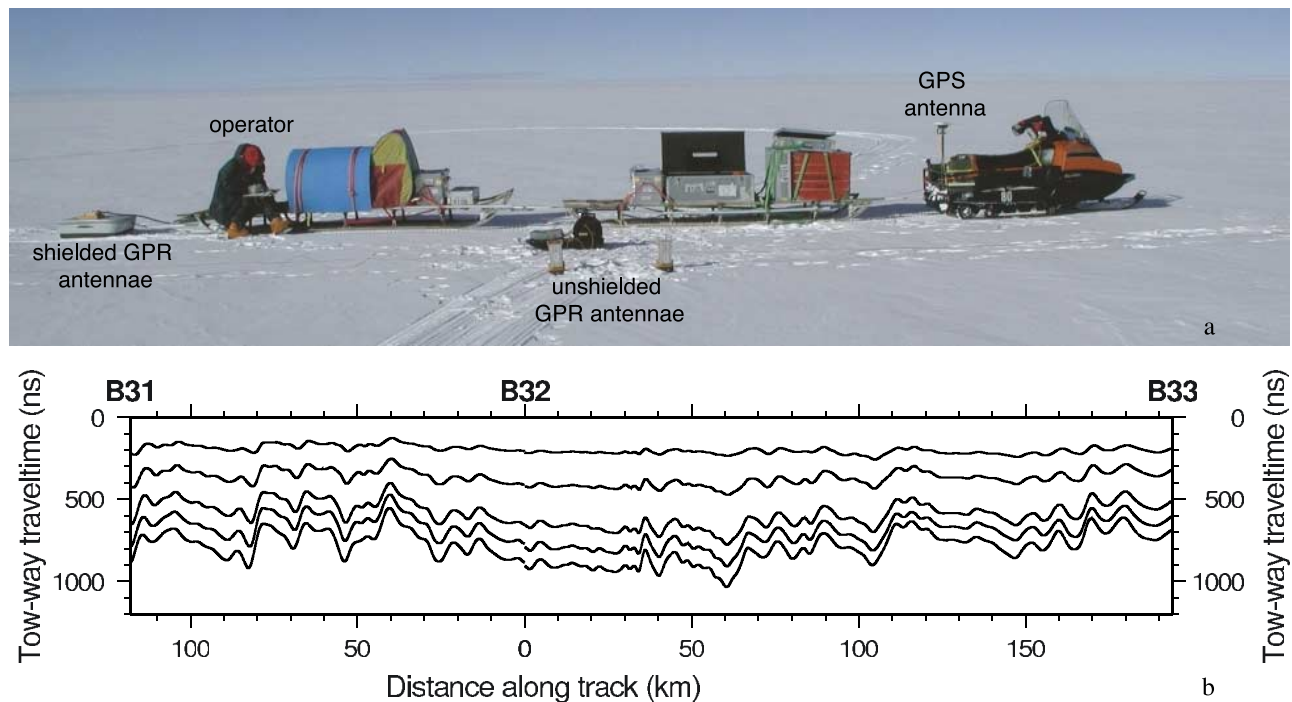 GPS
antenna
operator
80
shielded GPR
antennae
unshielded
GPR antennae
a
B31
B32
B33
Tow-way traveltime (ns)
0
500
1000
0
500
1000
Tow-way traveltime (ns)
100
50
0
50
100
150
Distance along track (km)
b